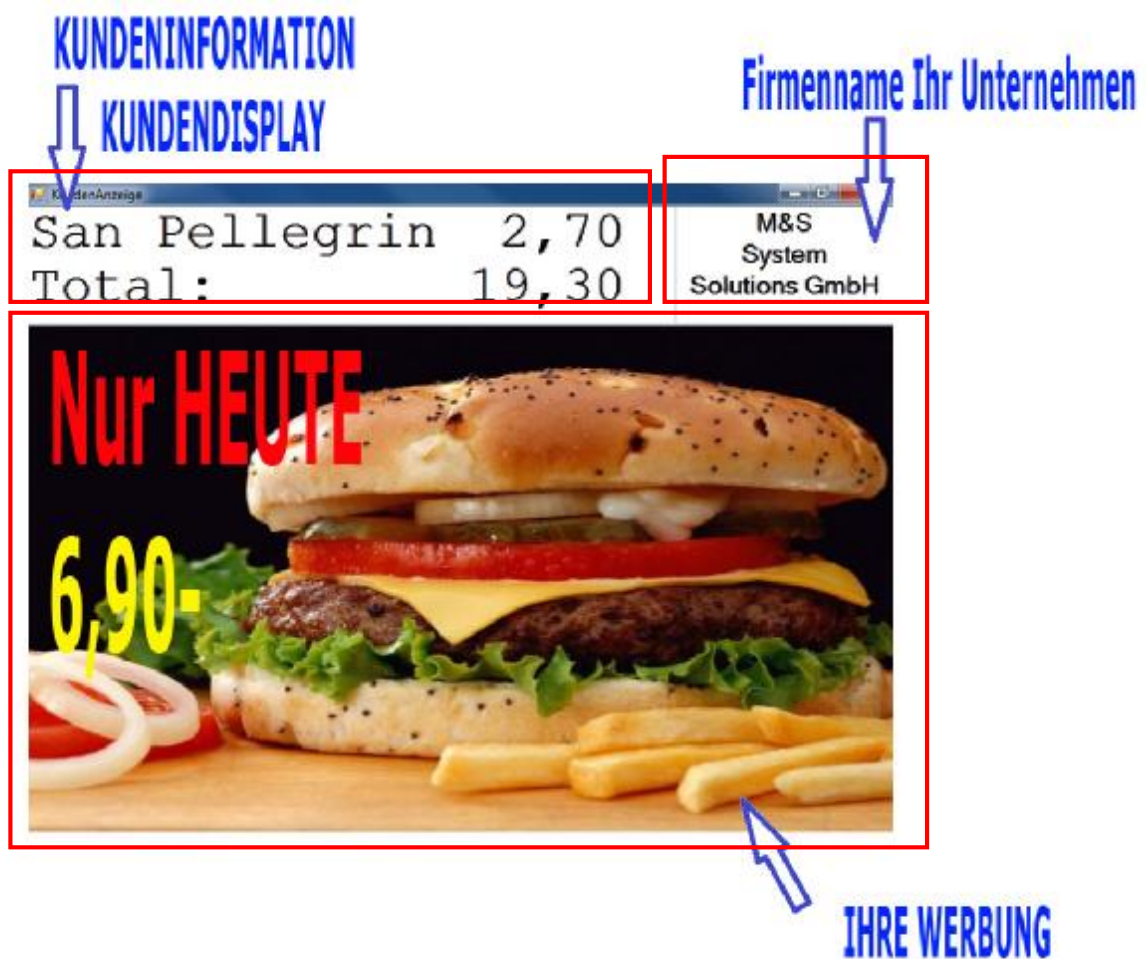 KUNDENINFORMATION
KUNDENDISPLAY
Firmenname Ihr Unternehmen
KundenAnzeige
San Pellegrin 2,70
Total: 19,30
M&S
System
Solutions GmbH
Nur HEUTE
6,90-
IHRE WERBUNG